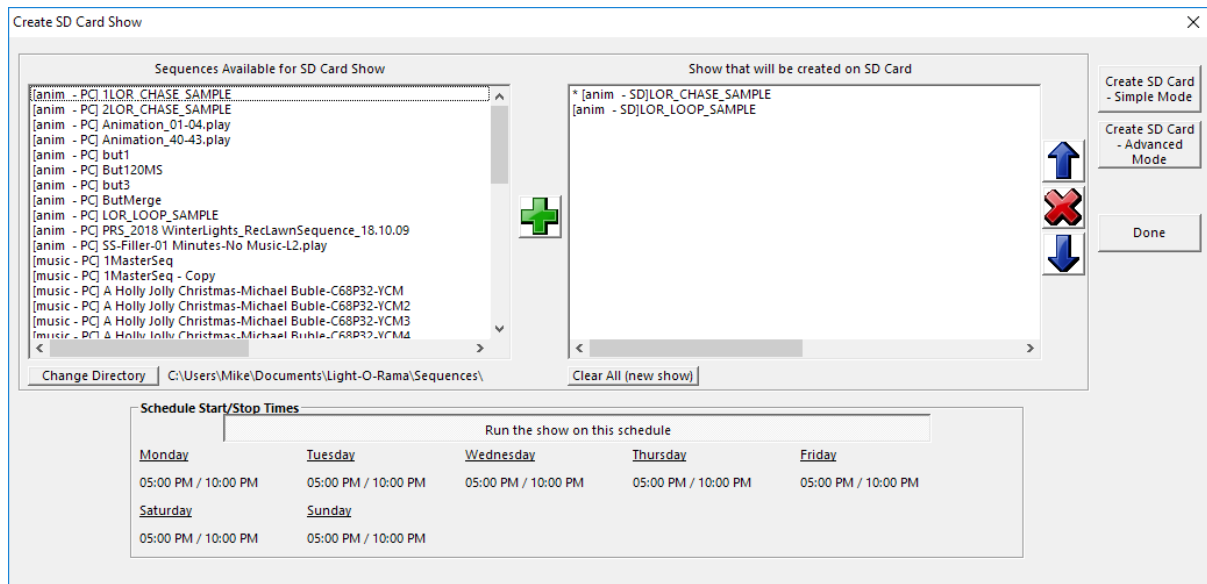 Create SD Card Show
Sequences Available for SD Card Show
[anim - PC] 1LOR_CHASE_SAMPLE
[anim - PC] 2LOR_CHASE_SAMPLE
[anim - PC] Animation_01-04.play
[anim - PC] Animation_40-43.play
[anim - PC] but1
[anim - PC] But120MS
[anim - PC] but3
[anim - PC] ButMerge
[anim - PC] LOR_LOOP_SAMPLE
[anim - PC] PRS_2018 WinterLights_RecLawnSequence_18.10.09
[anim - PC] SS-Filler-01 Minutes-No Music-L2.play
[music - PC] 1MasterSeq
[music - PC] 1MasterSeq - Copy
[music - PC] A Holly Jolly Christmas-Michael Buble-C68P32-YCM
[music - PC] A Holly Jolly Christmas-Michael Buble-C68P32-YCM2
[music - PC] A Holly Jolly Christmas-Michael Buble-C68P32-YCM3
[music - PC] A Holly Jolly Christmas-Michael Buble-C68P32-YCM4
Change Directory
C:\Users\Mike\Documents\Light-O-Rama\Sequences\
Show that will be created on SD Card
* [anim - SD]LOR_CHASE_SAMPLE
[anim - SD]LOR_LOOP_SAMPLE
Clear All (new show)
Create SD Card
- Simple Mode
Create SD Card
- Advanced
Mode
Done
Schedule Start/Stop Times
Run the show on this schedule
Monday
Tuesday
Wednesday
Thursday
Friday
05:00 PM / 10:00 PM
05:00 PM / 10:00 PM
05:00 PM / 10:00 PM
05:00 PM / 10:00 PM
05:00 PM / 10:00 PM
Saturday
Sunday
05:00 PM / 10:00 PM
05:00 PM / 10:00 PM